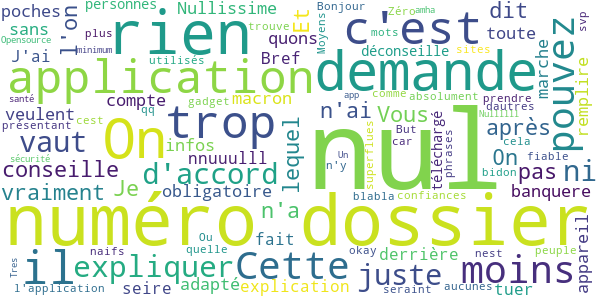 poches personnes Nullissime Et c'est dit svp
sans l'on rien Bonjour Zéro amha toute
Opensource plus trouve Moyens mots
J'ai quons déconseille sites marche remplire
minimum utilisés Bref
application demande pouvez
santé compte qq gadget macron n'ai comme absolument prendre dautres
app Nullllll
veulent trop Vous après
présentant cest infos But cela
vaut On nnuuulll lequel nul car téléchargé phrases On fiable
superflues
conseille d'accord Un n'y pas ni
sécurité bidon
vraiment Je obligatoire blabla confiances banquere
numéro n'a dossier
naifs Ou fait okay derrière nest peuple appareil
quelle
il expliquer Cette juste moins
Tres l'application seire adapté explication seraint aucunes tuer